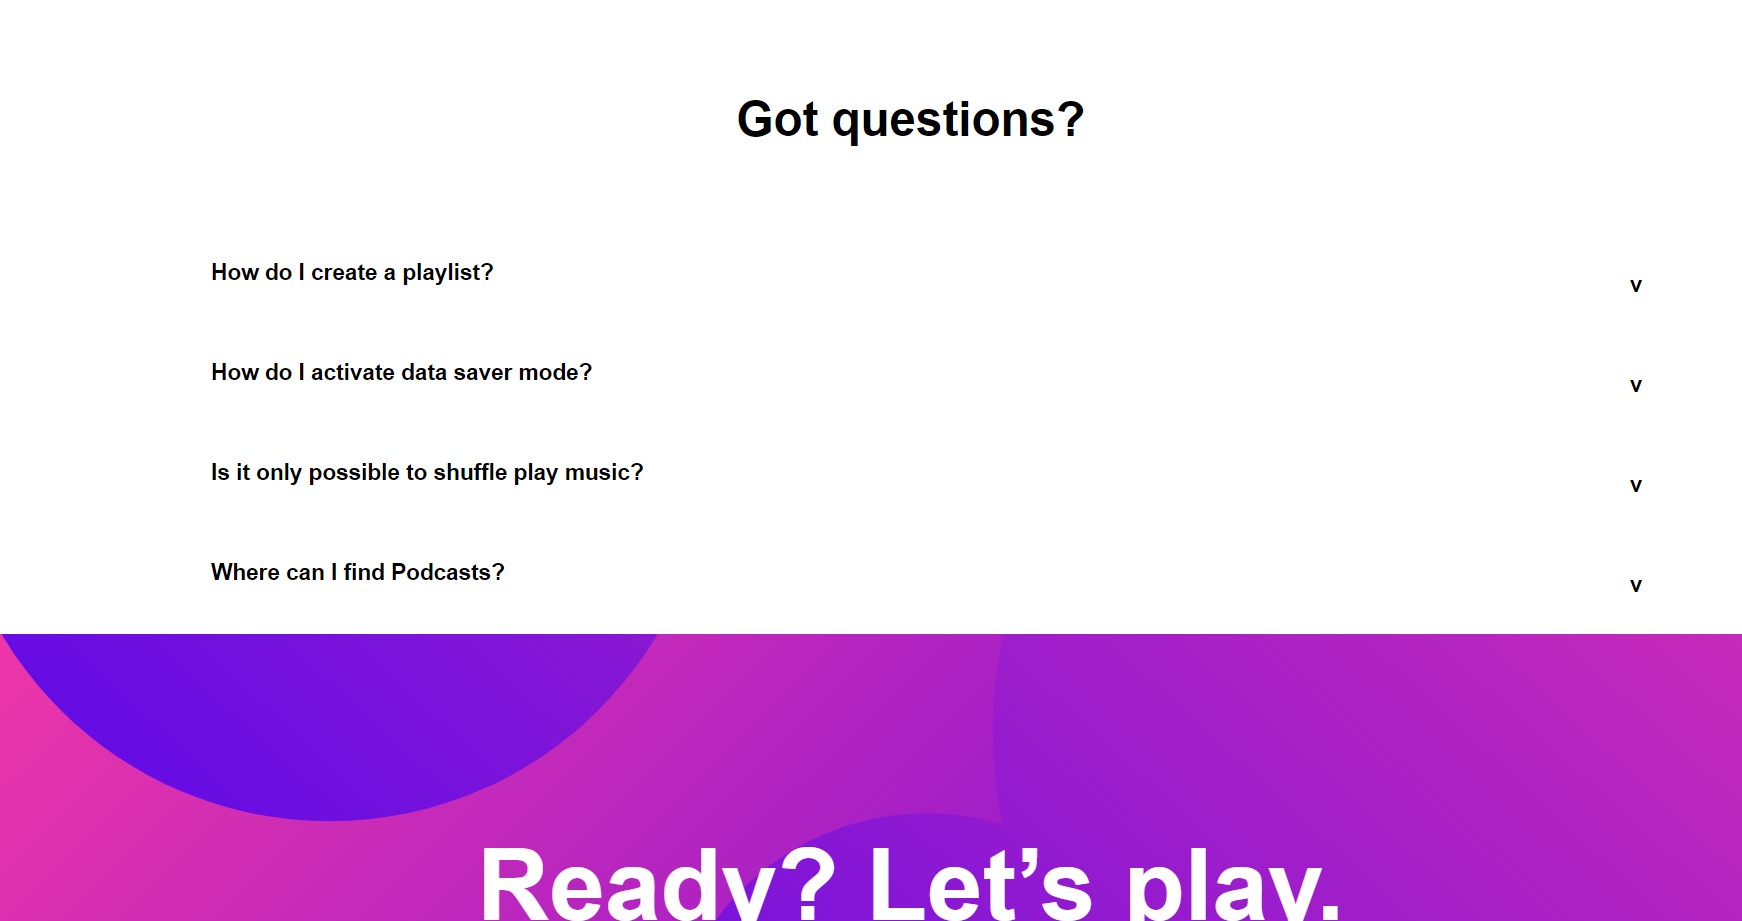 Got questions?
How do I create a playlist?
v
How do I activate data saver mode?
v
Is it only possible to shuffle play music?
v
Where can I find Podcasts?
v
Ready? Let’s play.